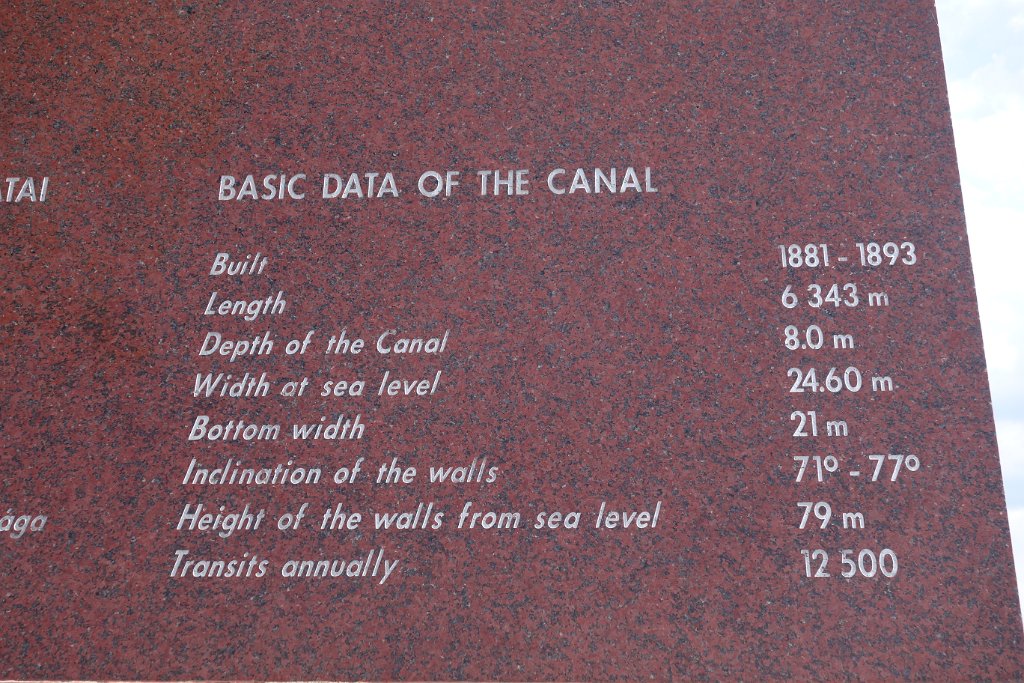 ATAI
BASIC DATA OF THE CANAL
Built 1881 - 1893
Length 6 343 m
Depth of the Canal 8.0 m
Width at sea level 24.60 m
Bottom width 21 m
Inclination of the walls 71° - 77°
ága
Height of the walls from sea level 79 m
Transits annually 12 500